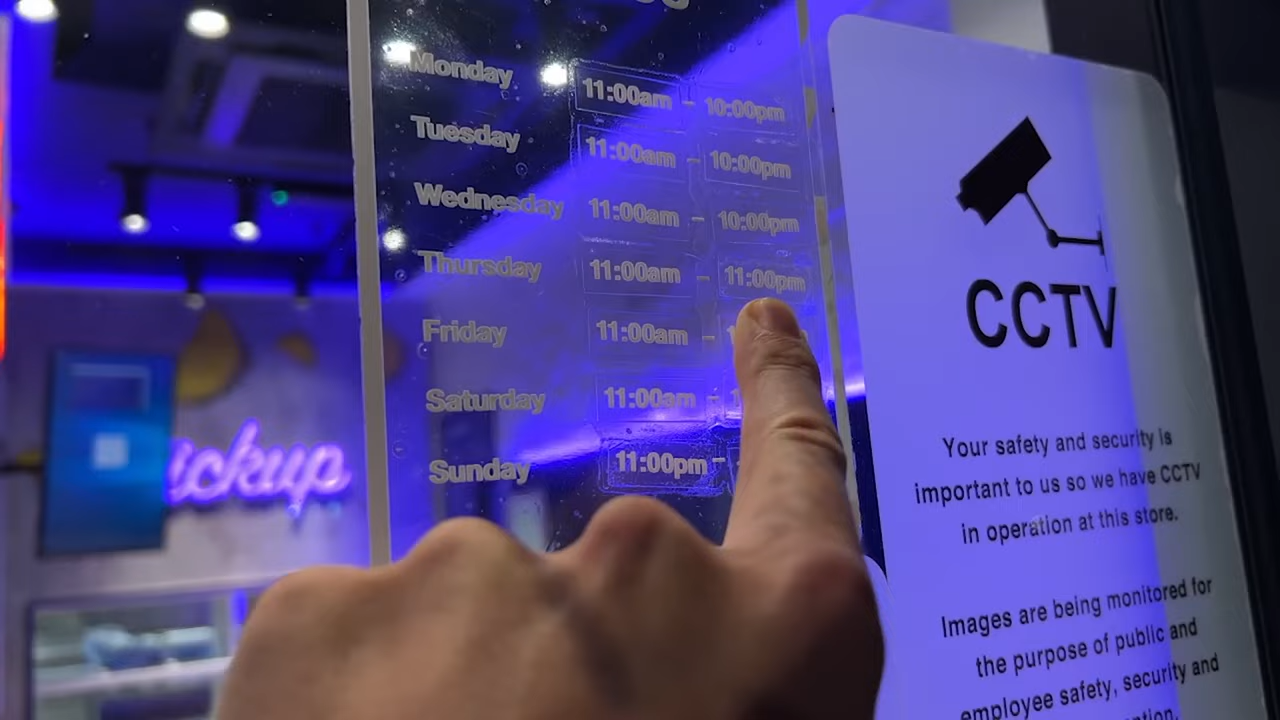 Monday 11:00am - 10:00pm
Tuesday 11:00am - 10:00pm
Wednesday 11:00am - 10:00pm
Thursday 11:00am - 11:00pm
Friday 11:00am -
Saturday 11:00am -
Sunday 11:00pm -
ickup
CCTV
Your safety and security is
important to us so we have CCTV
in operation at this store.
Images are being monitored for
the purpose of public and
employee safety, security and